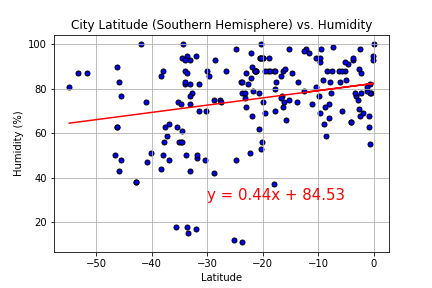 City Latitude (Southern Hemisphere) vs. Humidity
100
80
60
40
20
Humidity (%)
y = 0.44x + 84.53
−50 −40 −30 −20 −10 0
Latitude